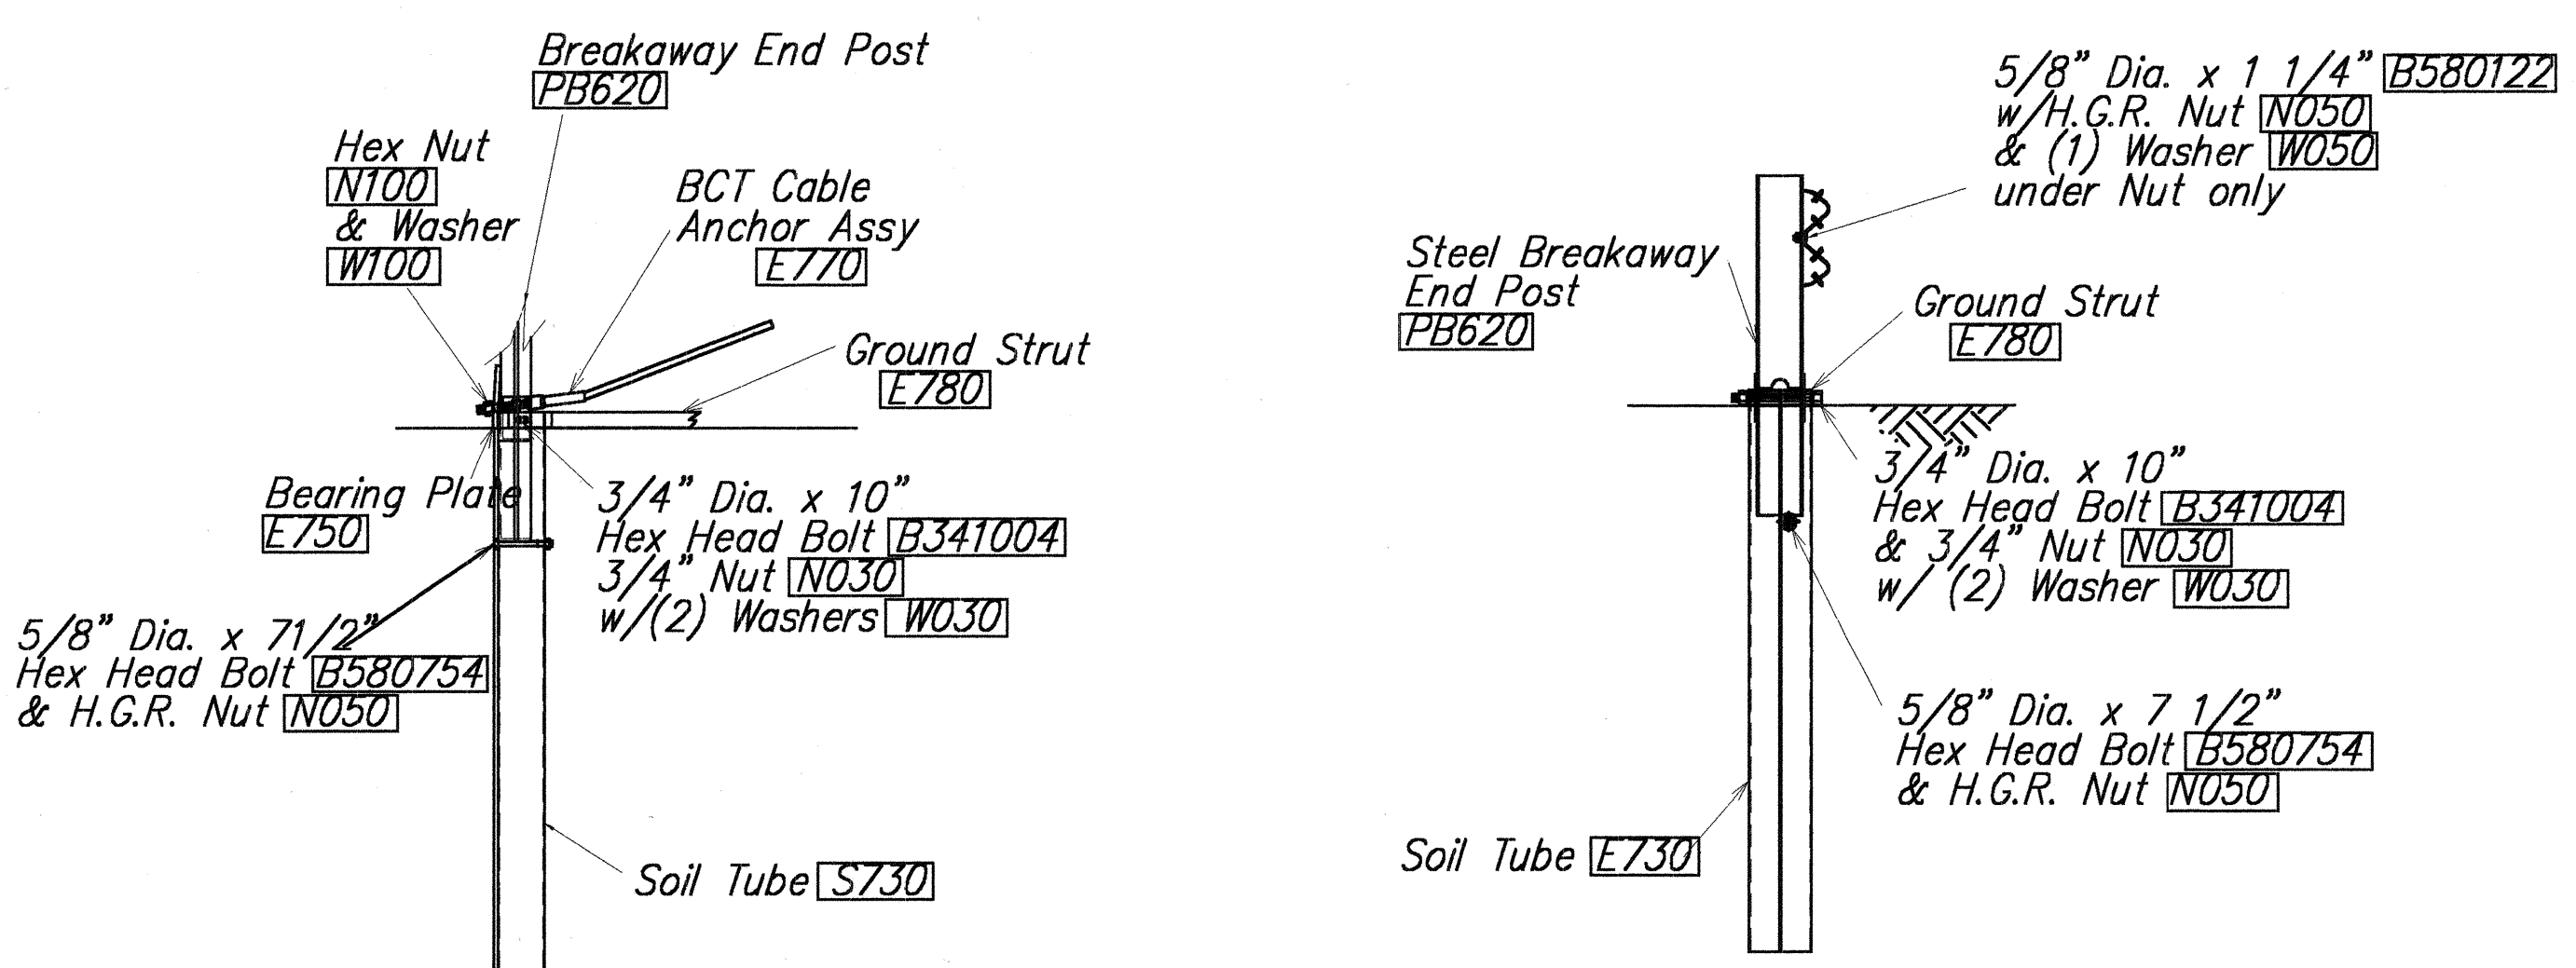 Breakaway End Post
PB620
Hex Nut
N100
& Washer
W100
BCT Cable
Anchor Assy
E770
Ground Strut
E780
Bearing Plate
E750
3/4" Dia. x 10"
Hex Head Bolt B341004
3/4" Nut N030
w/(2) Washers W030
5/8" Dia. x 71/2"
Hex Head Bolt B580754
& H.G.R. Nut N050
Soil Tube S730
5/8" Dia. x 1 1/4" B580122
w/H.G.R. Nut N050
& (1) Washer W050
under Nut only
Steel Breakaway
End Post
PB620
Ground Strut
E780
3/4" Dia. x 10"
Hex Head Bolt B341004
& 3/4" Nut N030
w/ (2) Washer W030
5/8" Dia. x 7 1/2"
Hex Head Bolt B580754
& H.G.R. Nut N050
Soil Tube E730